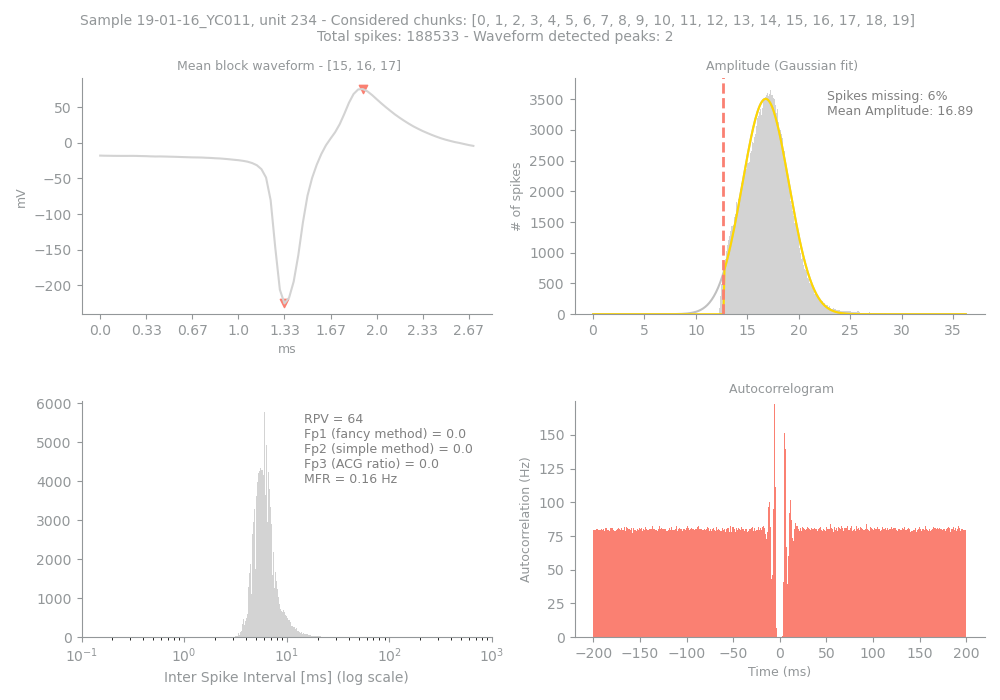 Sample 19-01-16_YC011, unit 234 - Considered chunks: [0, 1, 2, 3, 4, 5, 6, 7, 8, 9, 10, 11, 12, 13, 14, 15, 16, 17, 18, 19]
Total spikes: 188533 - Waveform detected peaks: 2
Mean block waveform - [15, 16, 17]
50
0
−50
−100
−150
−200
mV
0.0 0.33 0.67 1.0 1.33 1.67 2.0 2.33 2.67
ms
Amplitude (Gaussian fit)
Spikes missing: 6%
Mean Amplitude: 16.89
3500
3000
2500
2000
1500
1000
500
0
# of spikes
0 5 10 15 20 25 30 35
6000
5000
4000
3000
2000
1000
0
RPV = 64
Fp1 (fancy method) = 0.0
Fp2 (simple method) = 0.0
Fp3 (ACG ratio) = 0.0
MFR = 0.16 Hz
10⁻¹ 10⁰ 10¹ 10² 10³
Inter Spike Interval [ms] (log scale)
Autocorrelogram
150
125
100
75
50
25
0
Autocorrelation (Hz)
−200 −150 −100 −50 0 50 100 150 200
Time (ms)